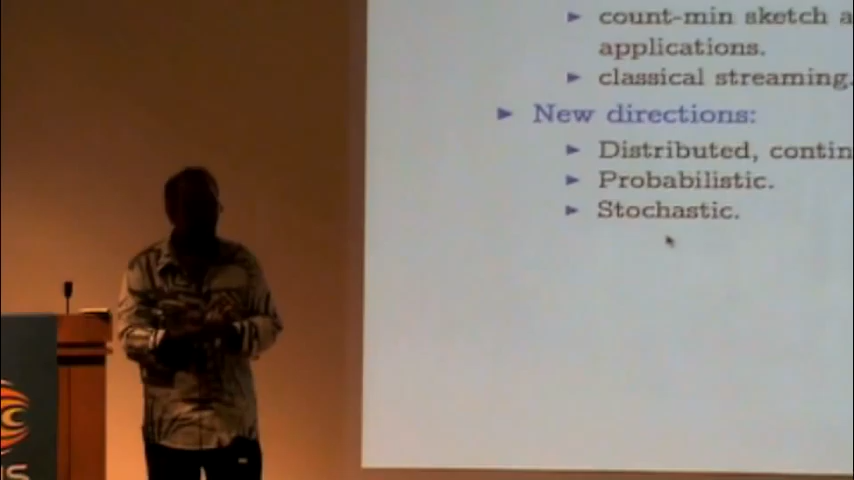 count-min sketch a
applications.
classical streaming.
New directions:
Distributed, contin
Probabilistic.
Stochastic.